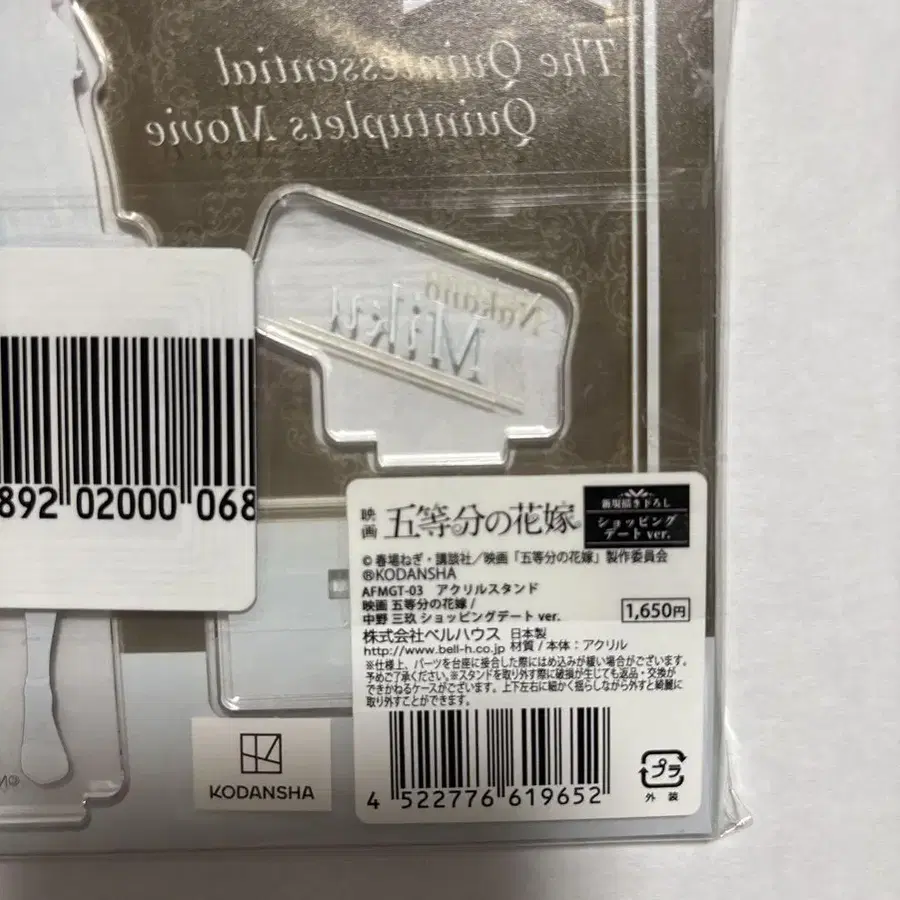 The Quintessential
Quintuplets Movie
Nakano
Miku
892 02000 068
映画 五等分の花嫁
新規描き下ろし
ショッピング
デート ver.
© 春場ねぎ・講談社／映画「五等分の花嫁」製作委員会
®KODANSHA
AFMGT-03 アクリルスタンド
映画 五等分の花嫁 /
中野 三玖 ショッピングデート ver.
1,650円
株式会社ベルハウス 日本製
http://www.bell-h.co.jp 材質 / 本体：アクリル
※仕様上、パーツを台座に接合した際にはめ込みが緩い場合がございます。
予めご了承ください。※スタンドを取り外す際に破損が生じても返品・交換が
できかねるケースがございます。上下左右に細かく揺らしながら外すと綺麗に
取り外すことができます。
4 522776 619652
プラ
外装
KODANSHA